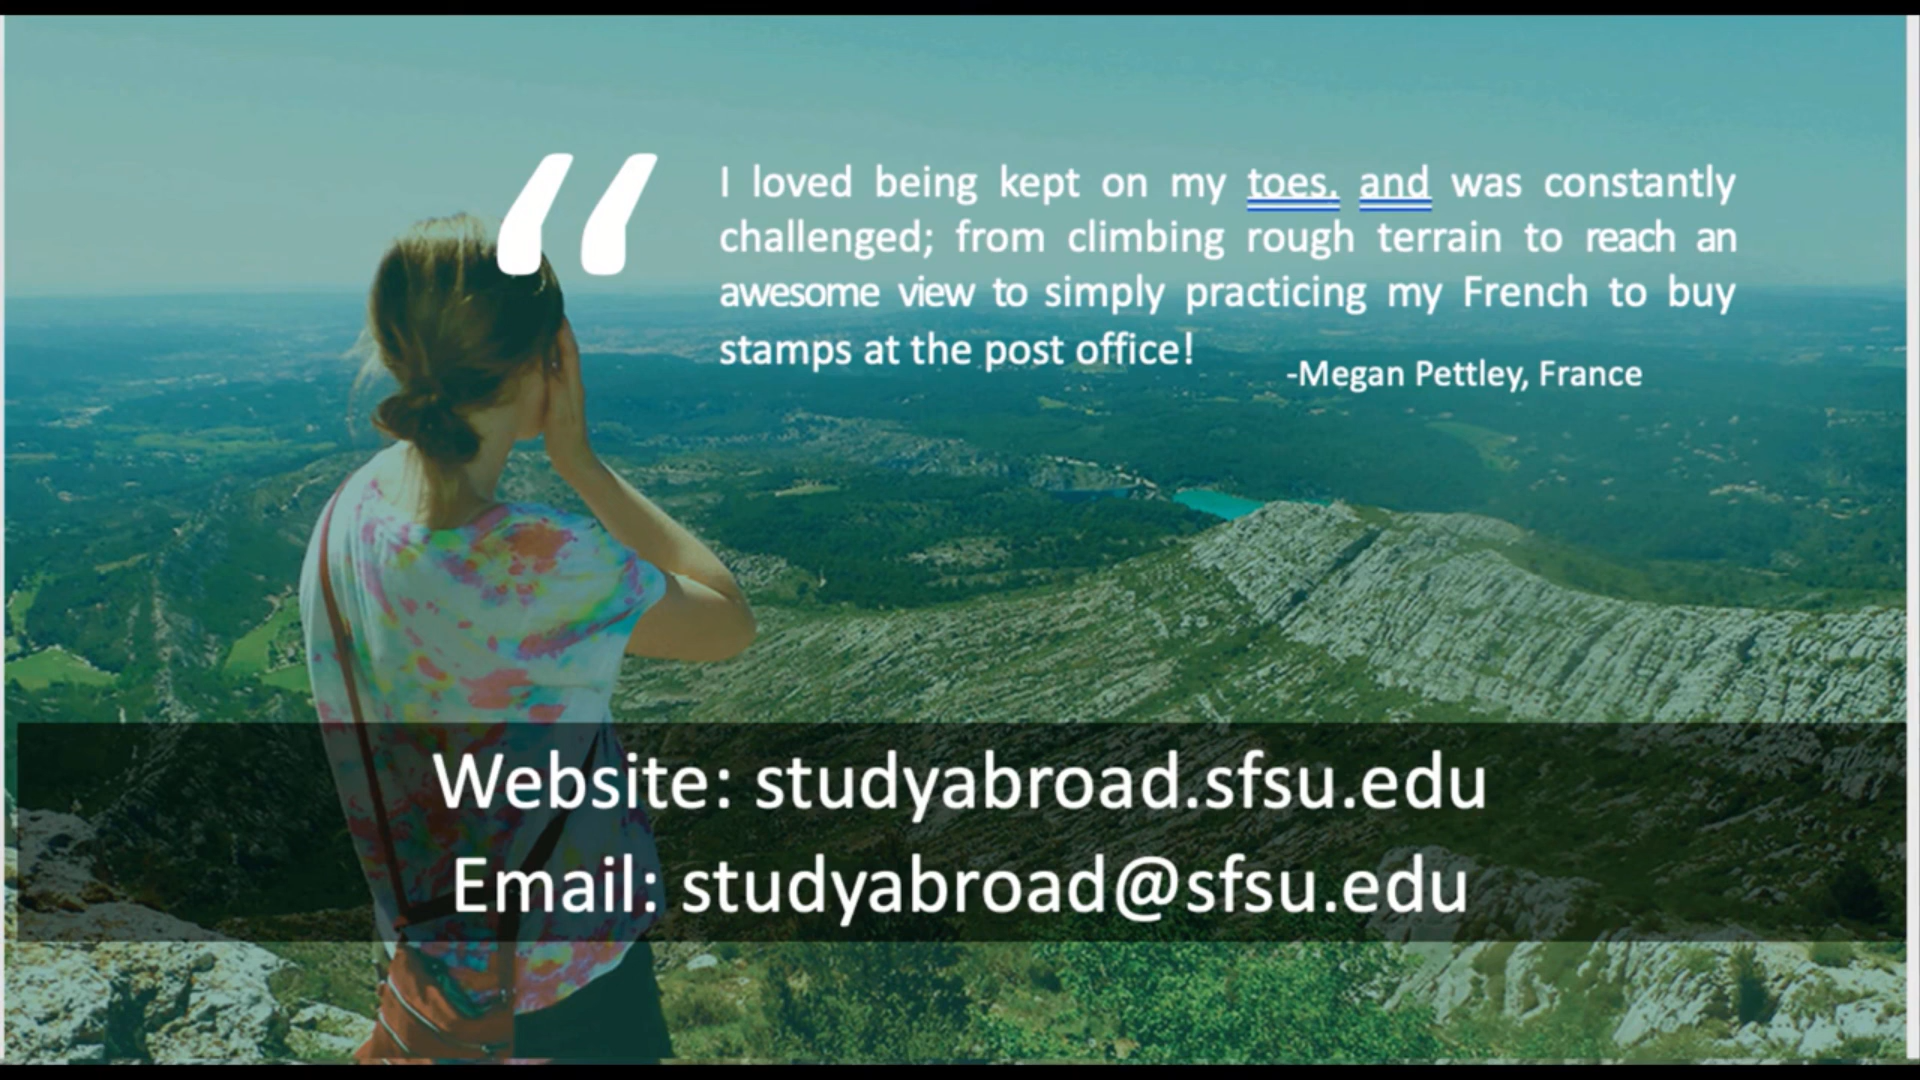 “
I loved being kept on my toes, and was constantly
challenged; from climbing rough terrain to reach an
awesome view to simply practicing my French to buy
stamps at the post office!
-Megan Pettley, France
Website: studyabroad.sfsu.edu
Email: studyabroad@sfsu.edu